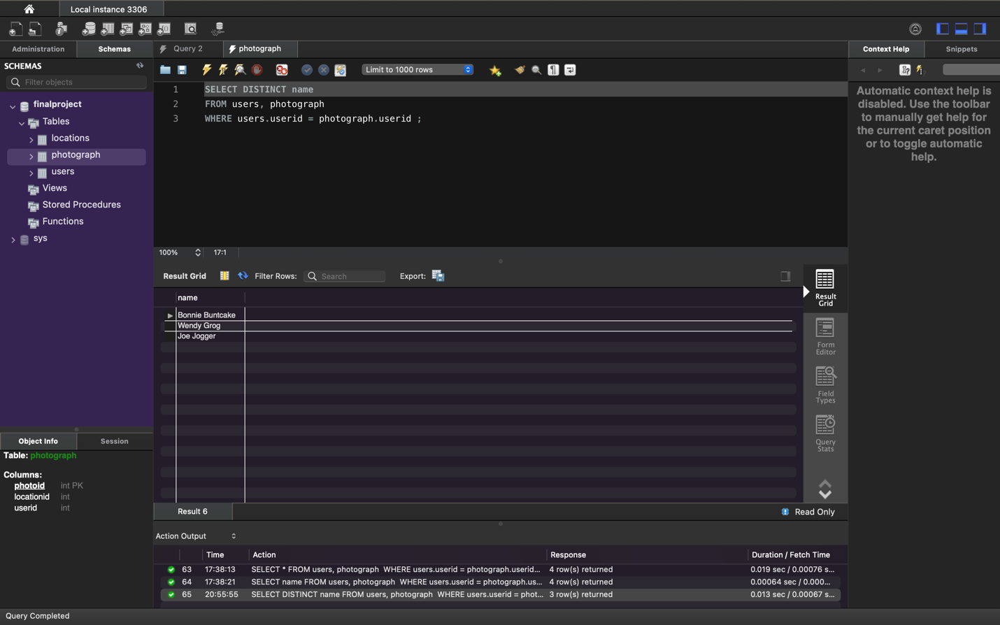 Local instance 3306
Administration
Schemas
Query 2
photograph
Context Help
Snippets
SCHEMAS
Filter objects
Limit to 1000 rows
1 SELECT DISTINCT name
2 FROM users, photograph
3 WHERE users.userid = photograph.userid ;
Automatic context help is
disabled. Use the toolbar
to manually get help for
the current caret position
or to toggle automatic
help.
finalproject
Tables
locations
photograph
users
Views
Stored Procedures
Functions
sys
100%
17:1
Result Grid
Filter Rows:
Search
Export:
name
Bonnie Buntcake
Wendy Grog
Joe Jogger
Result
Grid
Form
Editor
Field
Types
Query
Stats
Object Info
Session
Table: photograph
Columns:
photoid int PK
locationid int
userid int
Result 6
Read Only
Action Output
Time Action Response Duration / Fetch Time
63 17:38:13 SELECT * FROM users, photograph WHERE users.userid = photograph.userid... 4 row(s) returned 0.019 sec / 0.00076 s...
64 17:38:21 SELECT name FROM users, photograph WHERE users.userid = photograph.us... 4 row(s) returned 0.00064 sec / 0.000...
65 20:55:55 SELECT DISTINCT name FROM users, photograph WHERE users.userid = phot... 3 row(s) returned 0.013 sec / 0.00067 s...
Query Completed